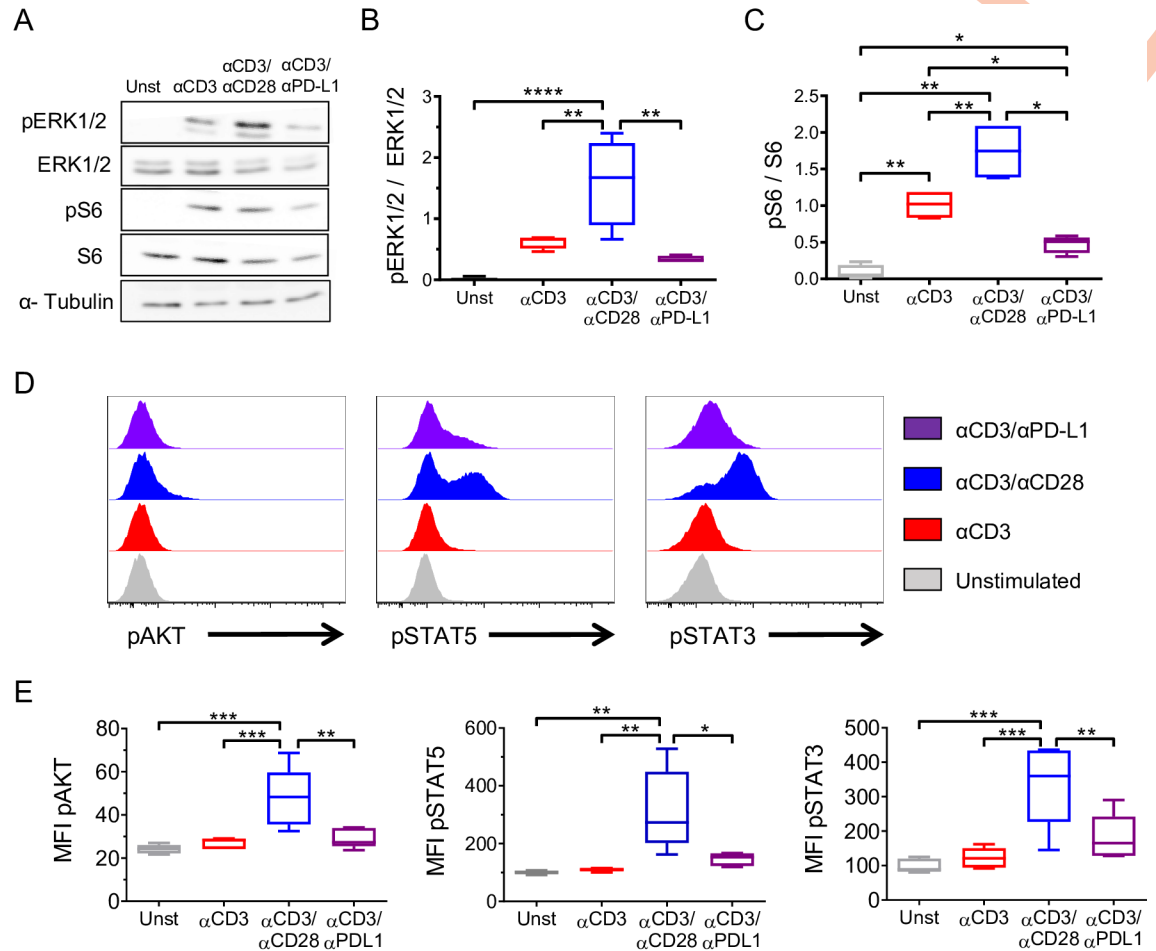 A
Unst
αCD3
αCD3/
αCD28
αCD3/
αPD-L1
pERK1/2
ERK1/2
pS6
S6
α- Tubulin
B
pERK1/2 / ERK1/2
3
2
1
0
****
**
**
Unst
αCD3
αCD3/
αCD28
αCD3/
αPD-L1
C
pS6 / S6
2.5
2.0
1.5
1.0
0.5
0.0
*
*
**
**
*
**
Unst
αCD3
αCD3/
αCD28
αCD3/
αPD-L1
D
pAKT
pSTAT5
pSTAT3
αCD3/αPD-L1
αCD3/αCD28
αCD3
Unstimulated
E
MFI pAKT
80
60
40
20
0
***
***
**
Unst
αCD3
αCD3/
αCD28
αCD3/
αPDL1
MFI pSTAT5
600
400
200
0
**
**
*
Unst
αCD3
αCD3/
αCD28
αCD3/
αPDL1
MFI pSTAT3
500
400
300
200
100
0
***
***
**
Unst
αCD3
αCD3/
αCD28
αCD3/
αPDL1